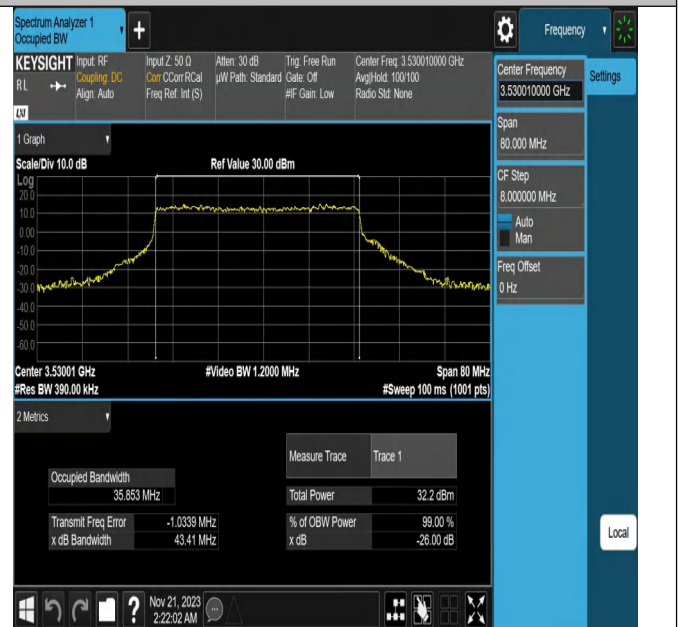 Spectrum Analyzer 1
Occupied BW
+
Frequency
KEYSIGHT Input: RF Input Z: 50 Ω Atten: 30 dB Trig: Free Run Center Freq: 3.530010000 GHz
RL Coupling: DC Corr CCorr RCal µW Path: Standard Gate: Off Avg|Hold: 100/100
Align: Auto Freq Ref: Int (S) #IF Gain: Low Radio Std: None
LXI
Center Frequency
3.530010000 GHz
Settings
Span
80.000 MHz
CF Step
8.000000 MHz
Auto
Man
Freq Offset
0 Hz
1 Graph
Scale/Div 10.0 dB Ref Value 30.00 dBm
Log
20.0
10.0
0.00
-10.0
-20.0
-30.0
-40.0
-50.0
-60.0
Center 3.53001 GHz #Video BW 1.2000 MHz Span 80 MHz
#Res BW 390.00 kHz #Sweep 100 ms (1001 pts)
2 Metrics
Measure Trace Trace 1
Occupied Bandwidth
35.853 MHz
Total Power 32.2 dBm
Transmit Freq Error -1.0339 MHz % of OBW Power 99.00 %
x dB Bandwidth 43.41 MHz x dB -26.00 dB
Local
? Nov 21, 2023
2:22:02 AM